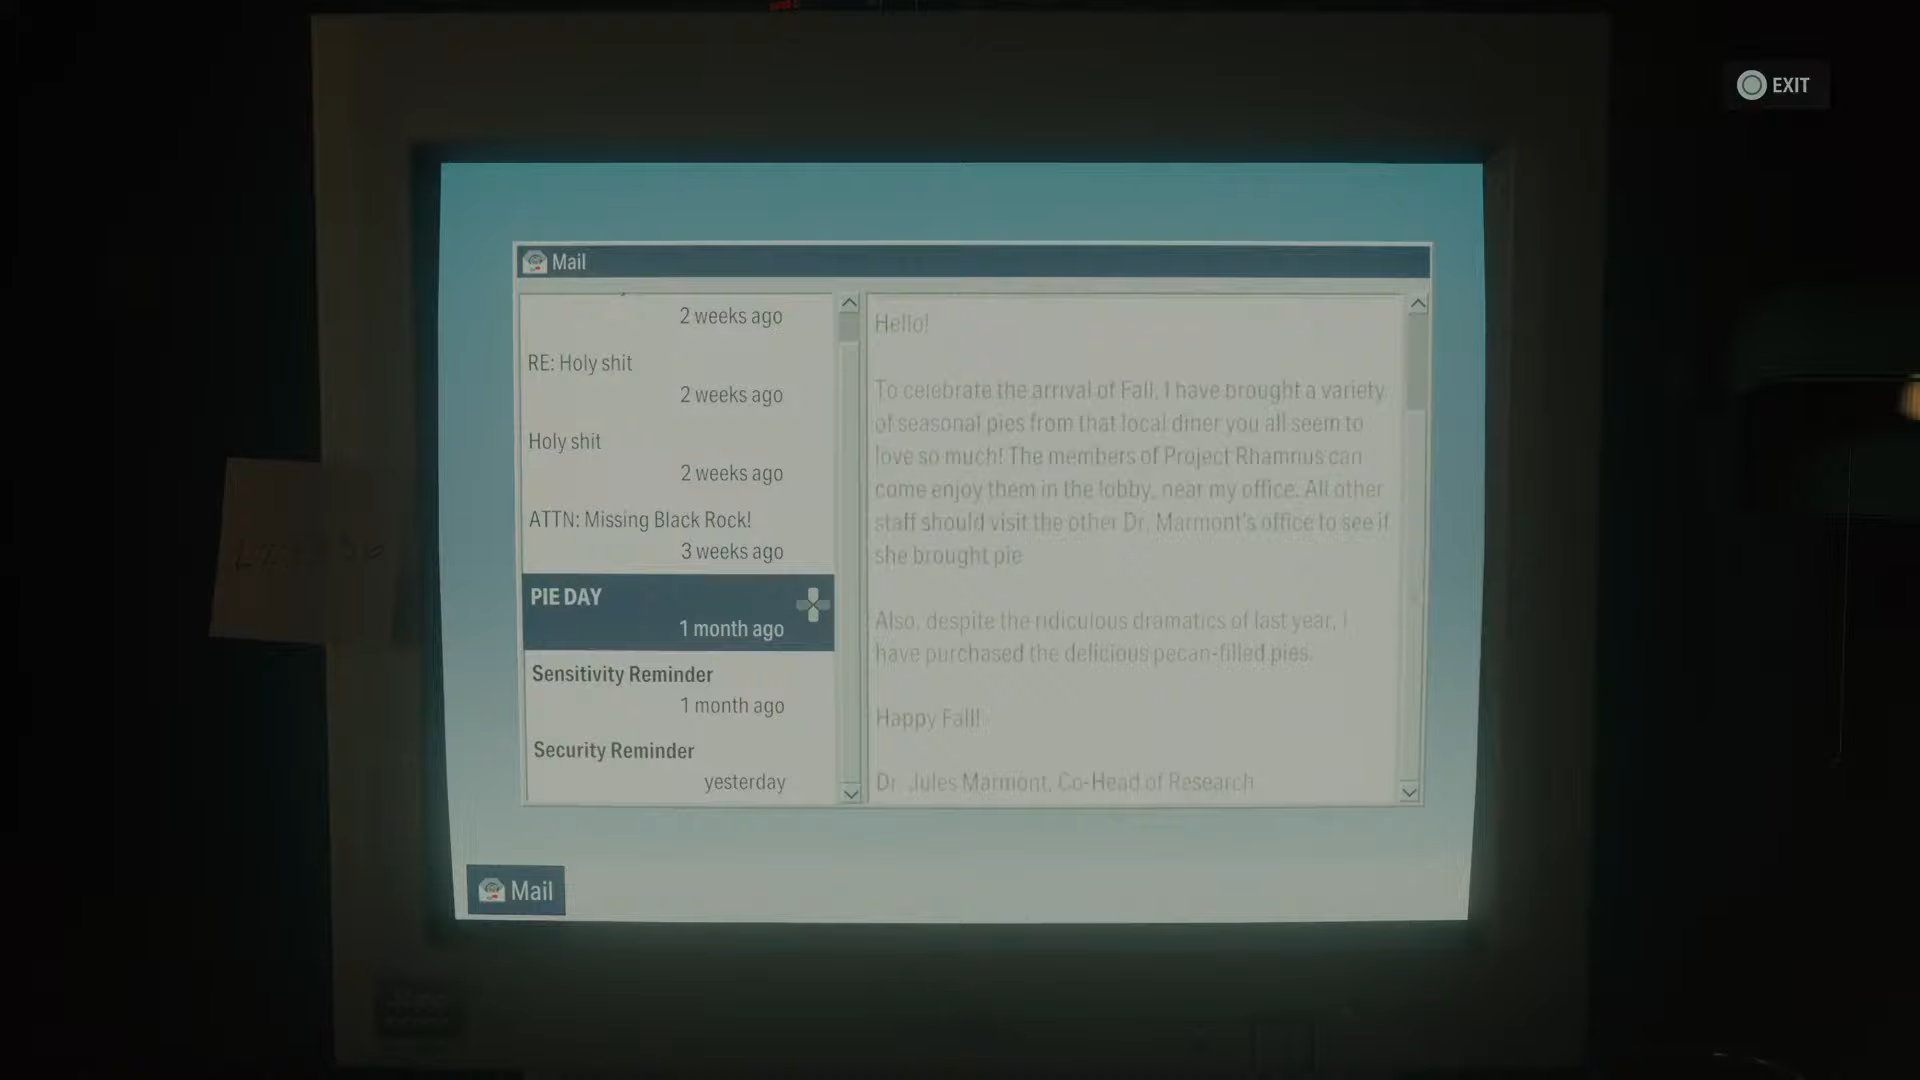 EXIT
Mail
2 weeks ago
RE: Holy shit
2 weeks ago
Holy shit
2 weeks ago
ATTN: Missing Black Rock!
3 weeks ago
PIE DAY
1 month ago
Sensitivity Reminder
1 month ago
Security Reminder
yesterday
Hello!
To celebrate the arrival of Fall, I have brought a variety
of seasonal pies from that local diner you all seem to
love so much! The members of Project Rhamnus can
come enjoy them in the lobby, near my office. All other
staff should visit the other Dr. Marmont's office to see if
she brought pie
Also, despite the ridiculous dramatics of last year, I
have purchased the delicious pecan-filled pies.
Happy Fall!
Dr. Jules Marmont, Co-Head of Research
Mail